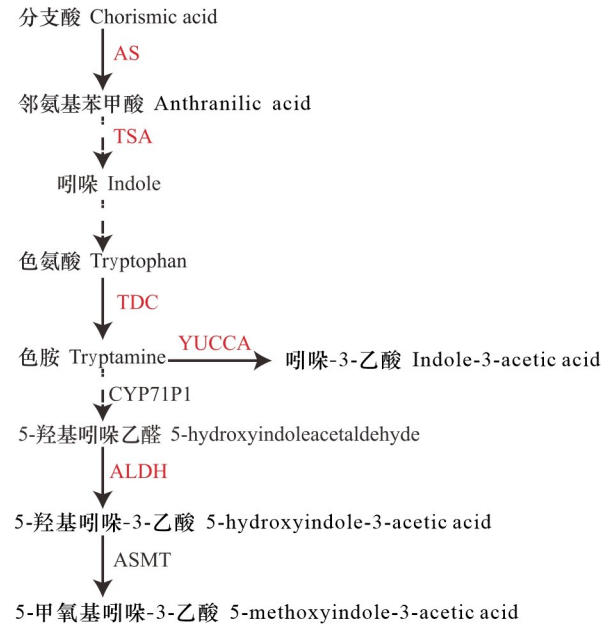 分支酸 Chorismic acid
AS
邻氨基苯甲酸 Anthranilic acid
TSA
吲哚 Indole
色氨酸 Tryptophan
TDC
色胺 Tryptamine
YUCCA
吲哚-3-乙酸 Indole-3-acetic acid
CYP71P1
5-羟基吲哚乙醛 5-hydroxyindoleacetaldehyde
ALDH
5-羟基吲哚-3-乙酸 5-hydroxyindole-3-acetic acid
ASMT
5-甲氧基吲哚-3-乙酸 5-methoxyindole-3-acetic acid